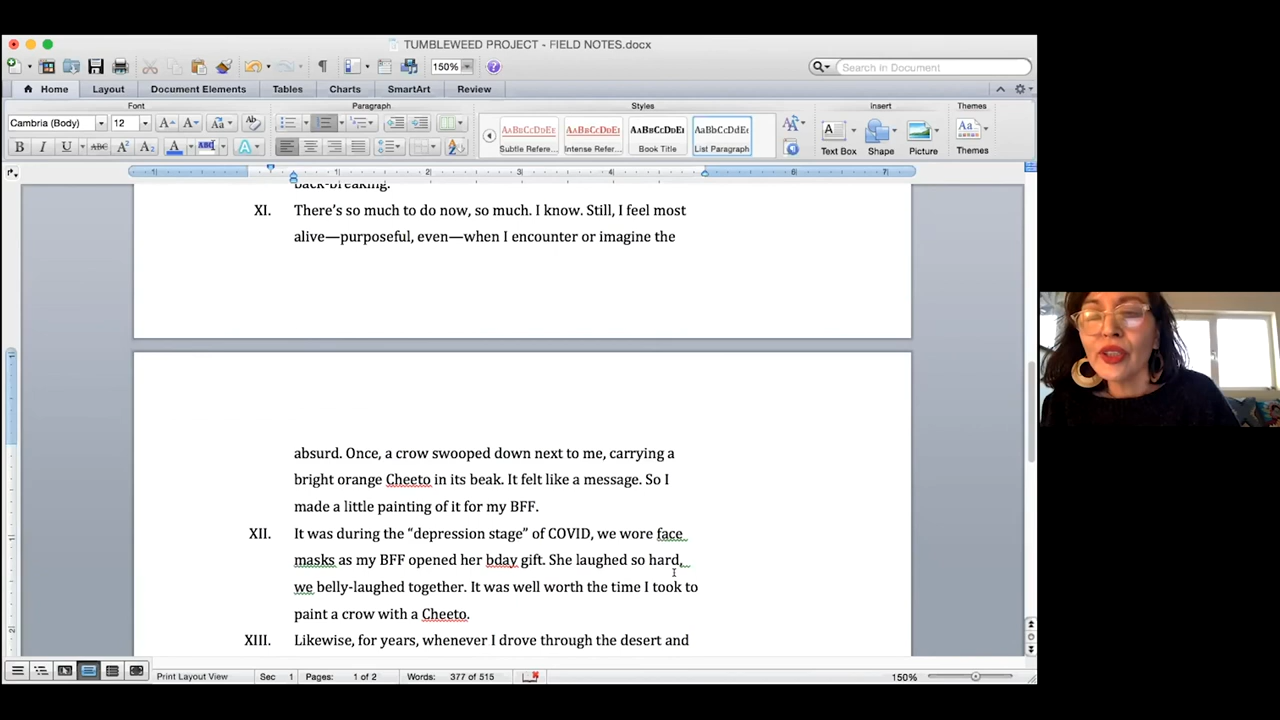 TUMBLEWEED PROJECT - FIELD NOTES.docx
150%
Search in Document
Home Layout Document Elements Tables Charts SmartArt Review
Font Paragraph Styles Insert Themes
Cambria (Body) 12
AaBbCcDdEe AaBbCcDdEe AaBbCcDdEe AaBbCcDdEe
Subtle Refere... Intense Refere... Book Title List Paragraph
Text Box Shape Picture Themes
back-breaking.
XI. There's so much to do now, so much. I know. Still, I feel most
alive—purposeful, even—when I encounter or imagine the
absurd. Once, a crow swooped down next to me, carrying a
bright orange Cheeto in its beak. It felt like a message. So I
made a little painting of it for my BFF.
XII. It was during the “depression stage” of COVID, we wore face
masks as my BFF opened her bday gift. She laughed so hard,
we belly-laughed together. It was well worth the time I took to
paint a crow with a Cheeto.
XIII. Likewise, for years, whenever I drove through the desert and
Print Layout View Sec 1 Pages: 1 of 2 Words: 377 of 515 150%